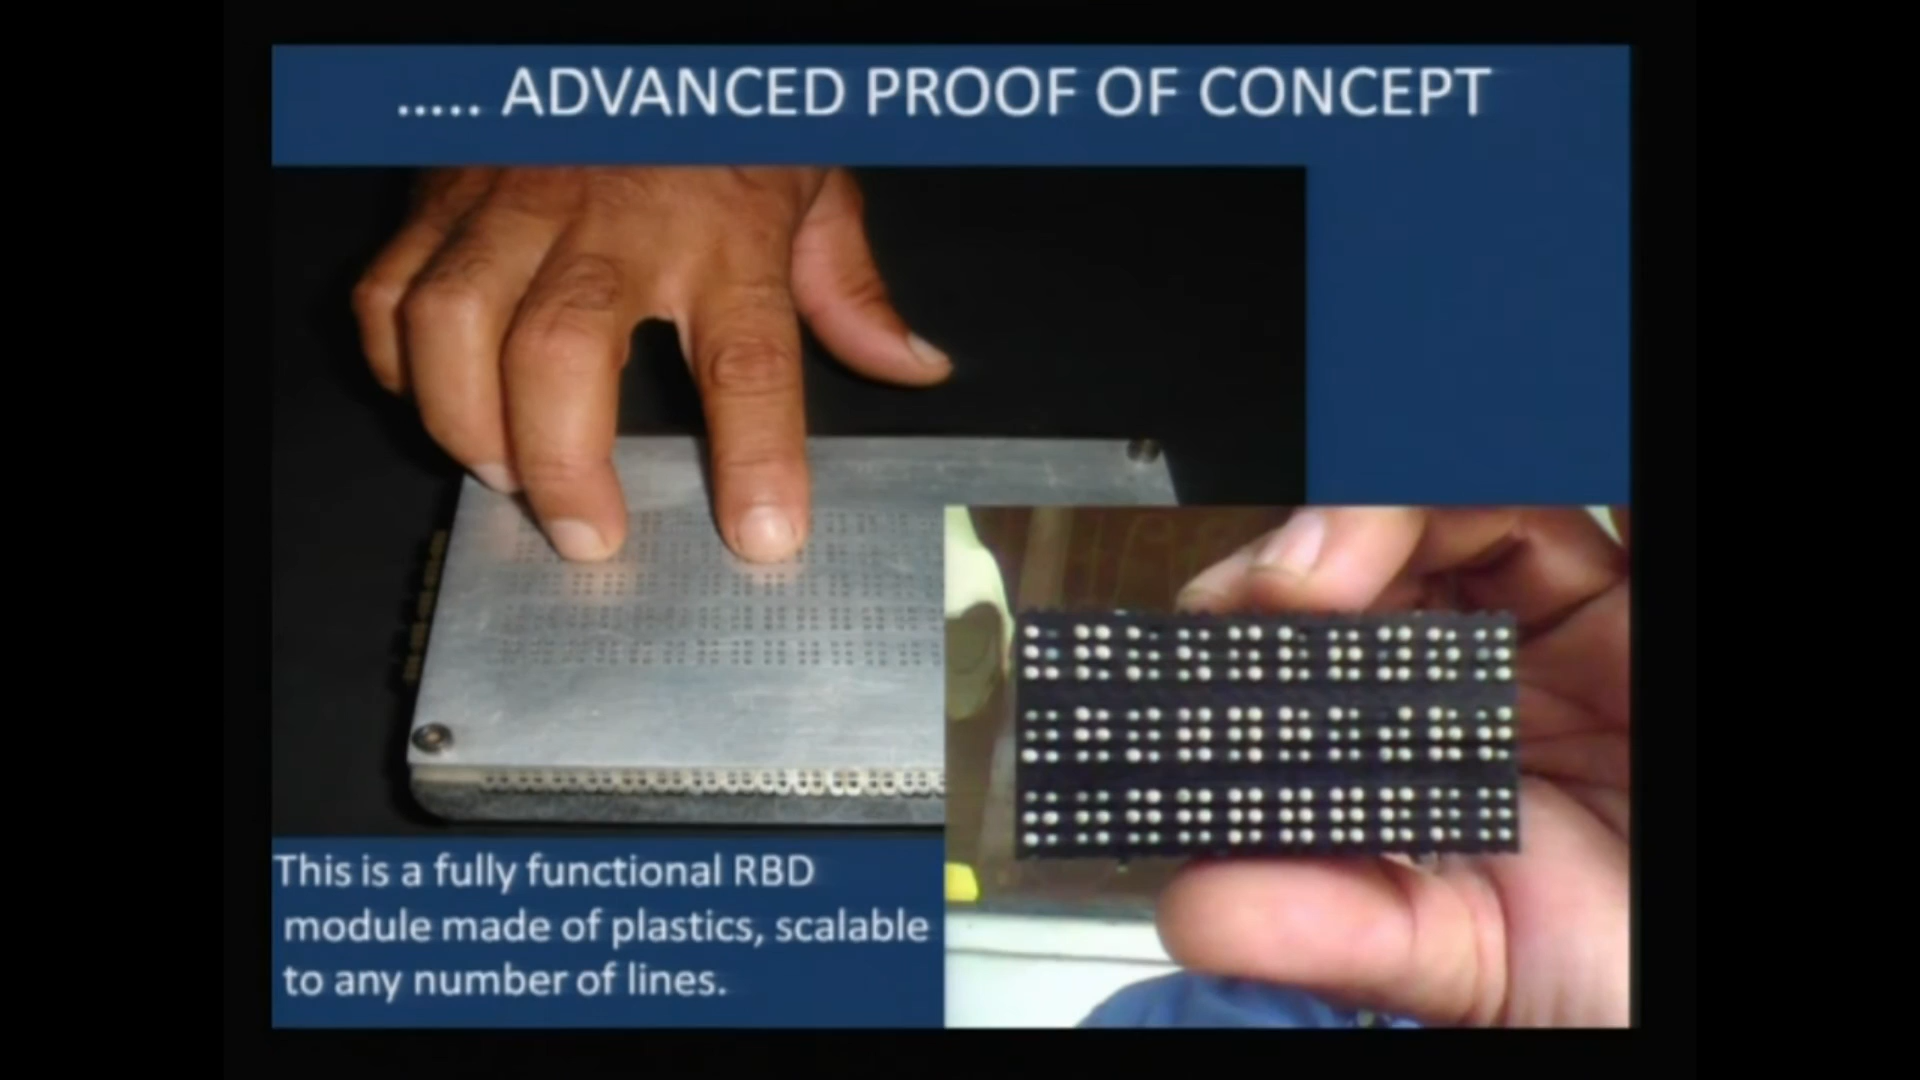 ..... ADVANCED PROOF OF CONCEPT
This is a fully functional RBD
module made of plastics, scalable
to any number of lines.